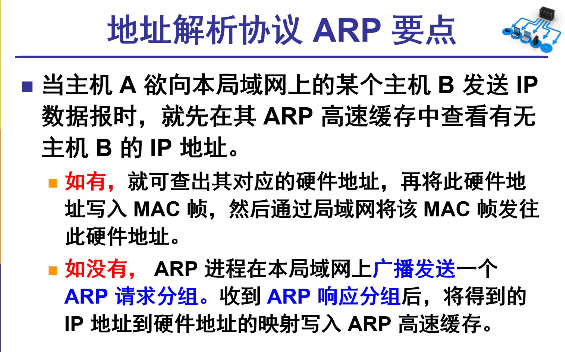 地址解析协议 ARP 要点
当主机 A 欲向本局域网上的某个主机 B 发送 IP
数据报时，就先在其 ARP 高速缓存中查看有无
主机 B 的 IP 地址。
如有，就可查出其对应的硬件地址，再将此硬件地
址写入 MAC 帧，然后通过局域网将该 MAC 帧发往
此硬件地址。
如没有， ARP 进程在本局域网上广播发送一个
ARP 请求分组。收到 ARP 响应分组后，将得到的
IP 地址到硬件地址的映射写入 ARP 高速缓存。